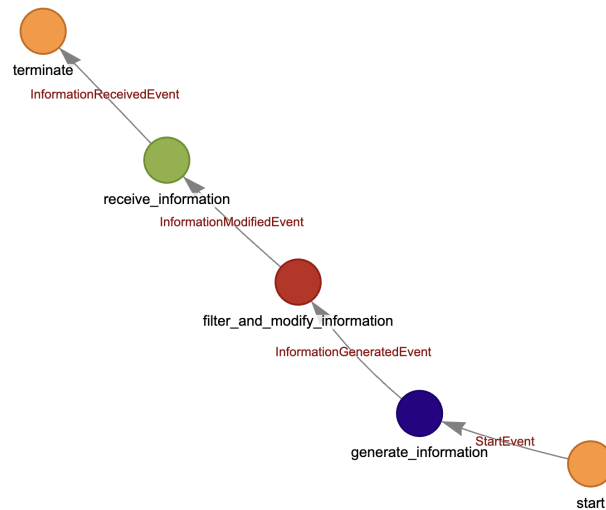 terminate
InformationReceivedEvent
receive_information
InformationModifiedEvent
filter_and_modify_information
InformationGeneratedEvent
StartEvent
generate_information
start